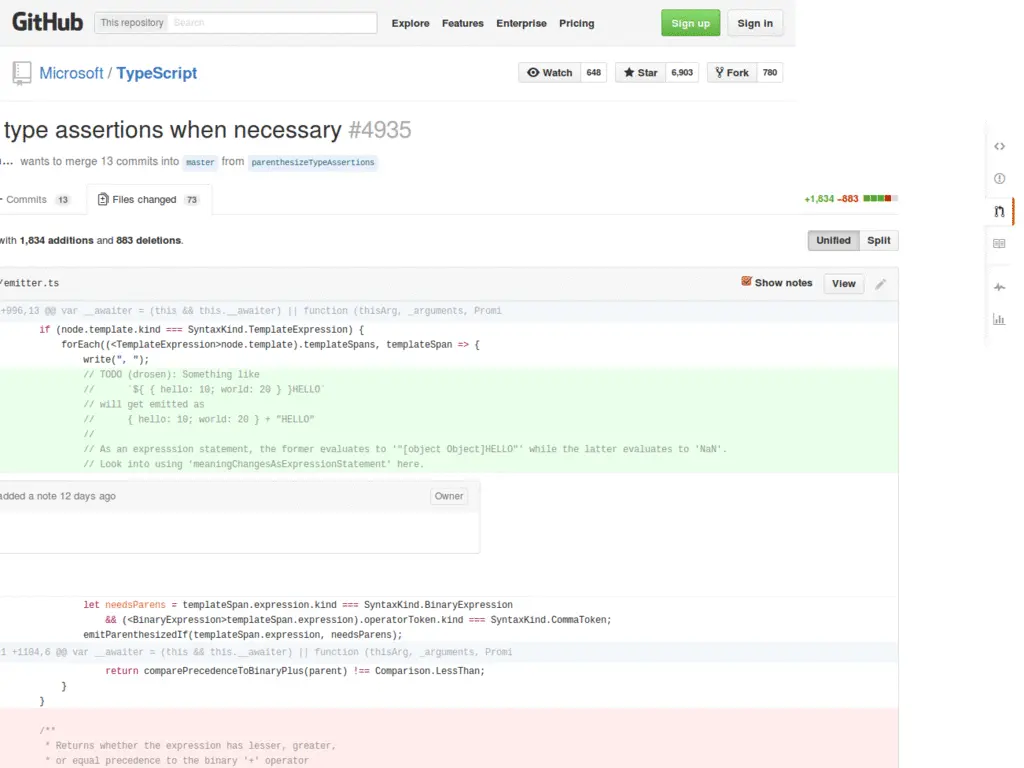 GitHub This repository Search Explore Features Enterprise Pricing Sign up Sign in
Microsoft / TypeScript Watch 648 Star 6,903 Fork 780
type assertions when necessary #4935
... wants to merge 13 commits into master from parenthesizeTypeAssertions
Commits 13 Files changed 73 +1,834 −883
with 1,834 additions and 883 deletions. Unified Split
/emitter.ts Show notes View
+996,13 @@ var __awaiter = (this && this.__awaiter) || function (thisArg, _arguments, Promi
if (node.template.kind === SyntaxKind.TemplateExpression) {
forEach((<TemplateExpression>node.template).templateSpans, templateSpan => {
write(", ");
// TODO (drosen): Something like
// `${ { hello: 10; world: 20 } }HELLO`
// will get emitted as
// { hello: 10; world: 20 } + "HELLO"
//
// As an expresssion statement, the former evaluates to '"[object Object]HELLO"' while the latter evaluates to 'NaN'.
// Look into using 'meaningChangesAsExpressionStatement' here.
added a note 12 days ago Owner
let needsParens = templateSpan.expression.kind === SyntaxKind.BinaryExpression
&& (<BinaryExpression>templateSpan.expression).operatorToken.kind === SyntaxKind.CommaToken;
emitParenthesizedIf(templateSpan.expression, needsParens);
1 +1104,6 @@ var __awaiter = (this && this.__awaiter) || function (thisArg, _arguments, Promi
return comparePrecedenceToBinaryPlus(parent) !== Comparison.LessThan;
}
}
/**
* Returns whether the expression has lesser, greater,
* or equal precedence to the binary '+' operator